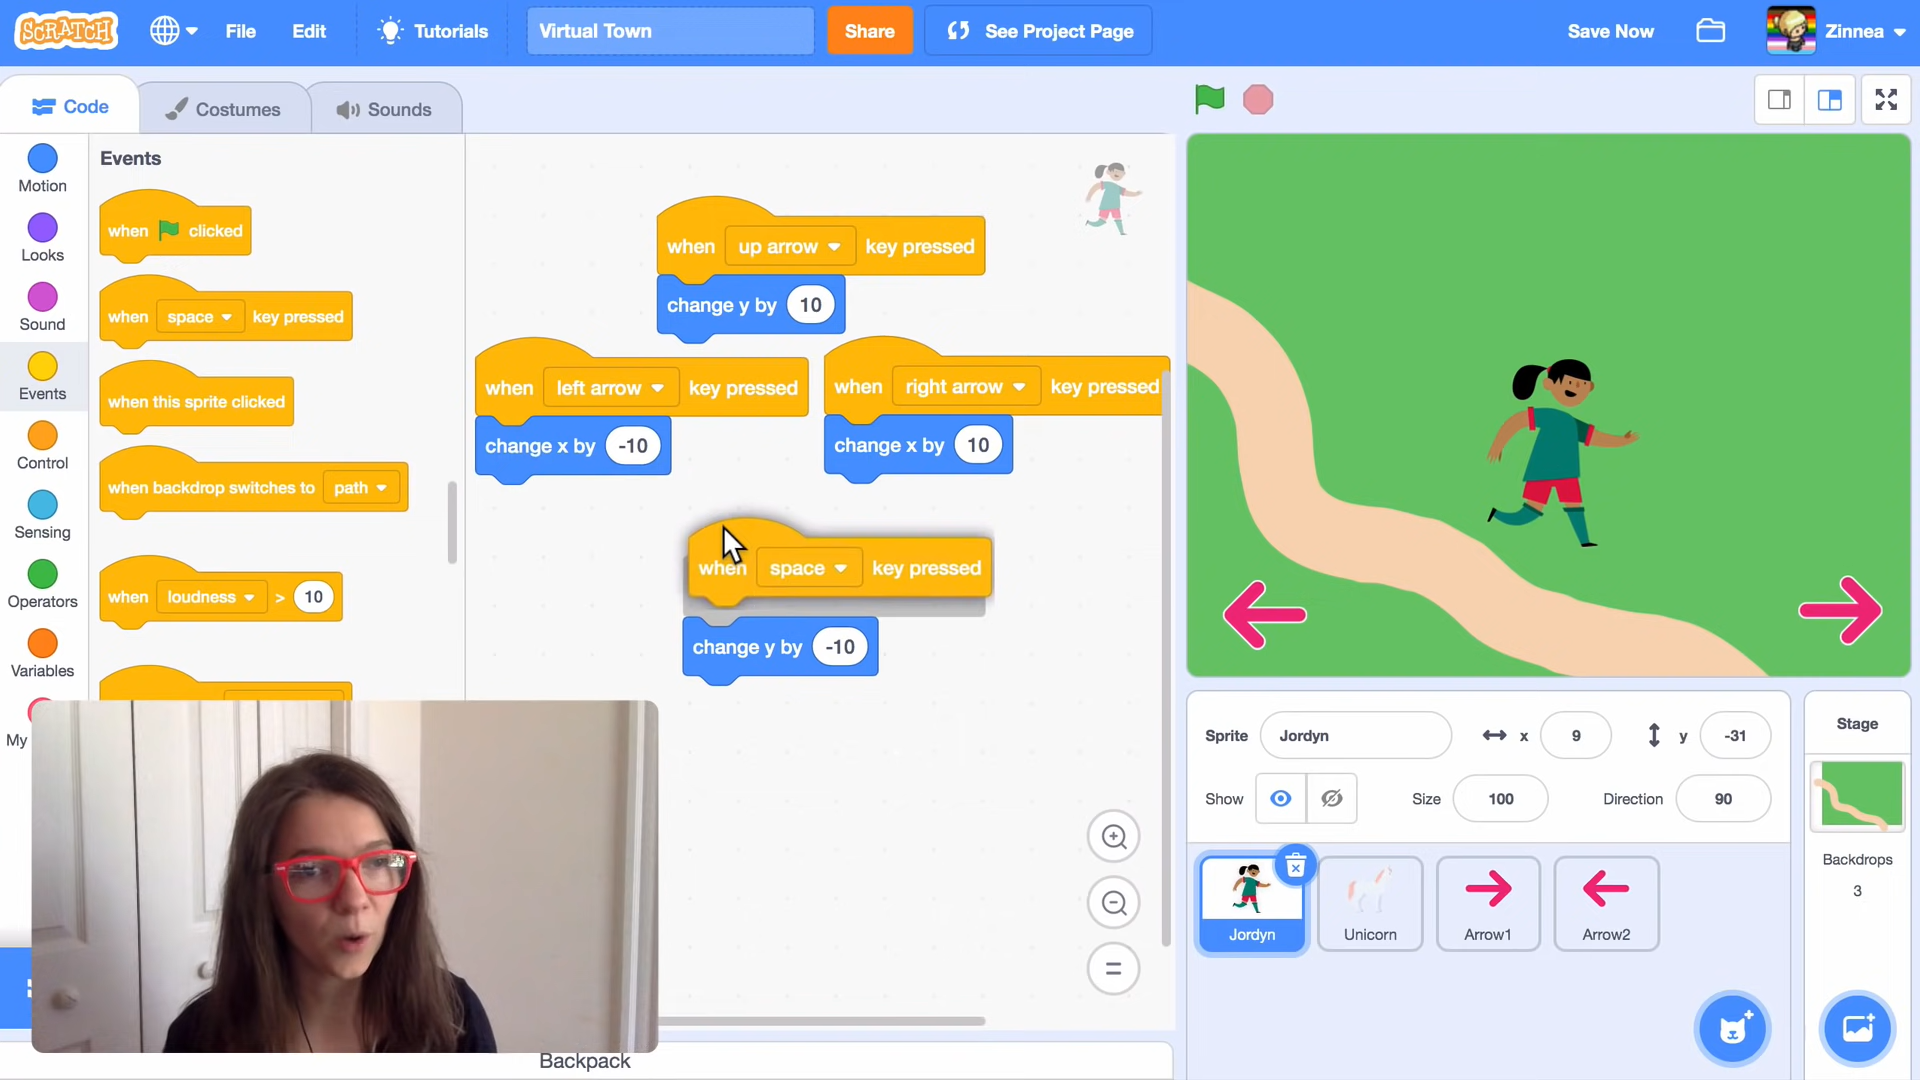 SCRATCH
File
Edit
Tutorials
Virtual Town
Share
See Project Page
Save Now
Zinnea
Code
Costumes
Sounds
Motion
Looks
Sound
Events
Control
Sensing
Operators
Variables
My
Events
when clicked
when space key pressed
when this sprite clicked
when backdrop switches to path
when loudness > 10
when up arrow key pressed
change y by 10
when left arrow key pressed
change x by -10
when right arrow key pressed
change x by 10
when space key pressed
change y by -10
Backpack
Sprite Jordyn x 9 y -31
Show Size 100 Direction 90
Jordyn
Unicorn
Arrow1
Arrow2
Stage
Backdrops
3